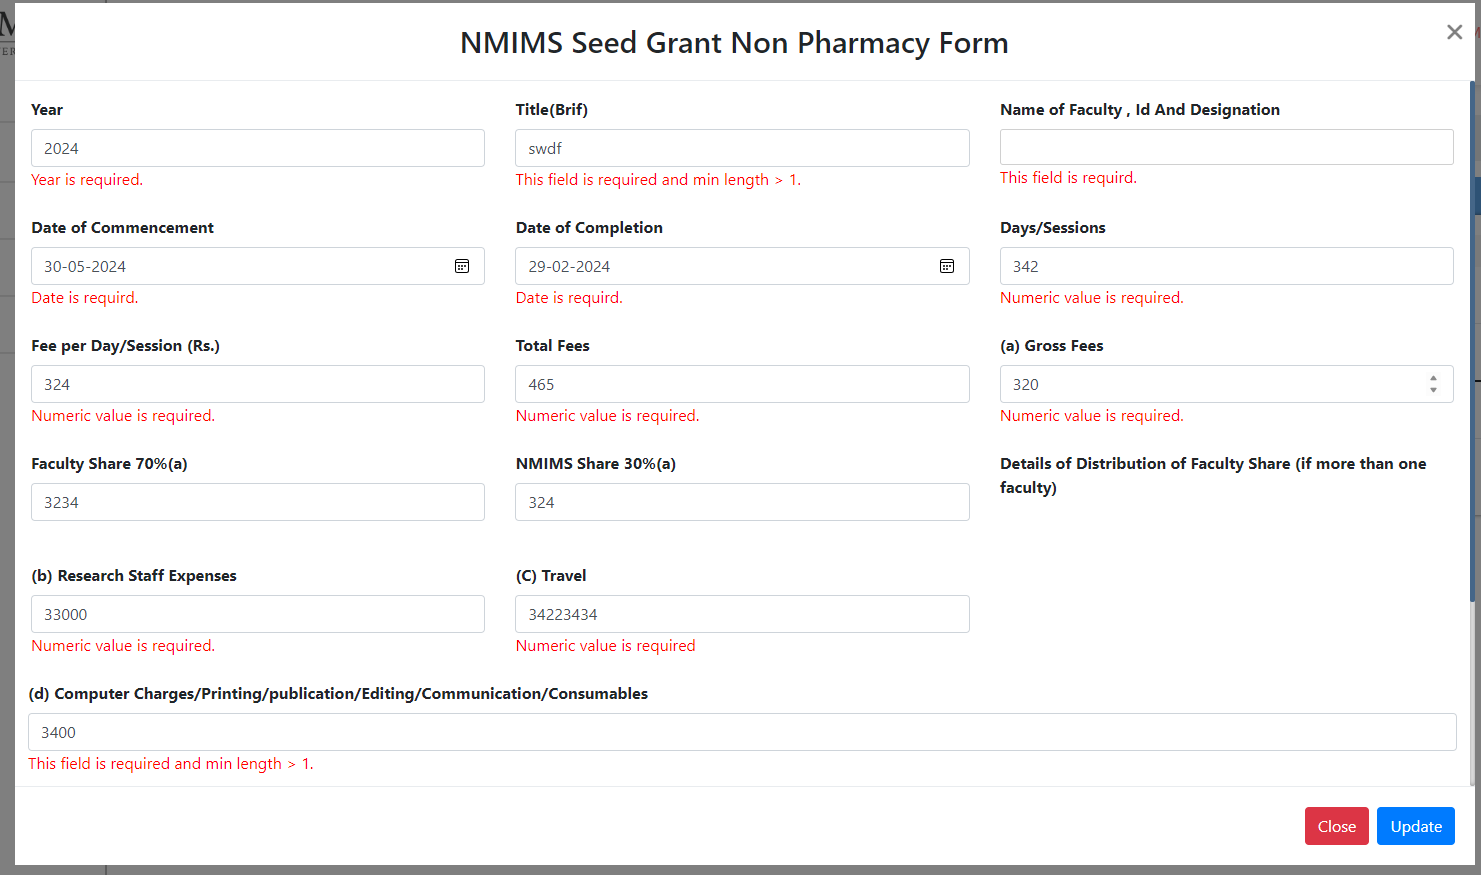 NMIMS Seed Grant Non Pharmacy Form
Year
Title(Brif)
Name of Faculty , Id And Designation
2024
swdf
Year is required.
This field is required and min length > 1.
This field is requird.
Date of Commencement
Date of Completion
Days/Sessions
30-05-2024
29-02-2024
342
Date is requird.
Date is requird.
Numeric value is required.
Fee per Day/Session (Rs.)
Total Fees
(a) Gross Fees
324
465
320
Numeric value is required.
Numeric value is required.
Numeric value is required.
Faculty Share 70%(a)
NMIMS Share 30%(a)
Details of Distribution of Faculty Share (if more than one
faculty)
3234
324
(b) Research Staff Expenses
(C) Travel
33000
34223434
Numeric value is required.
Numeric value is required
(d) Computer Charges/Printing/publication/Editing/Communication/Consumables
3400
This field is required and min length > 1.
Close
Update